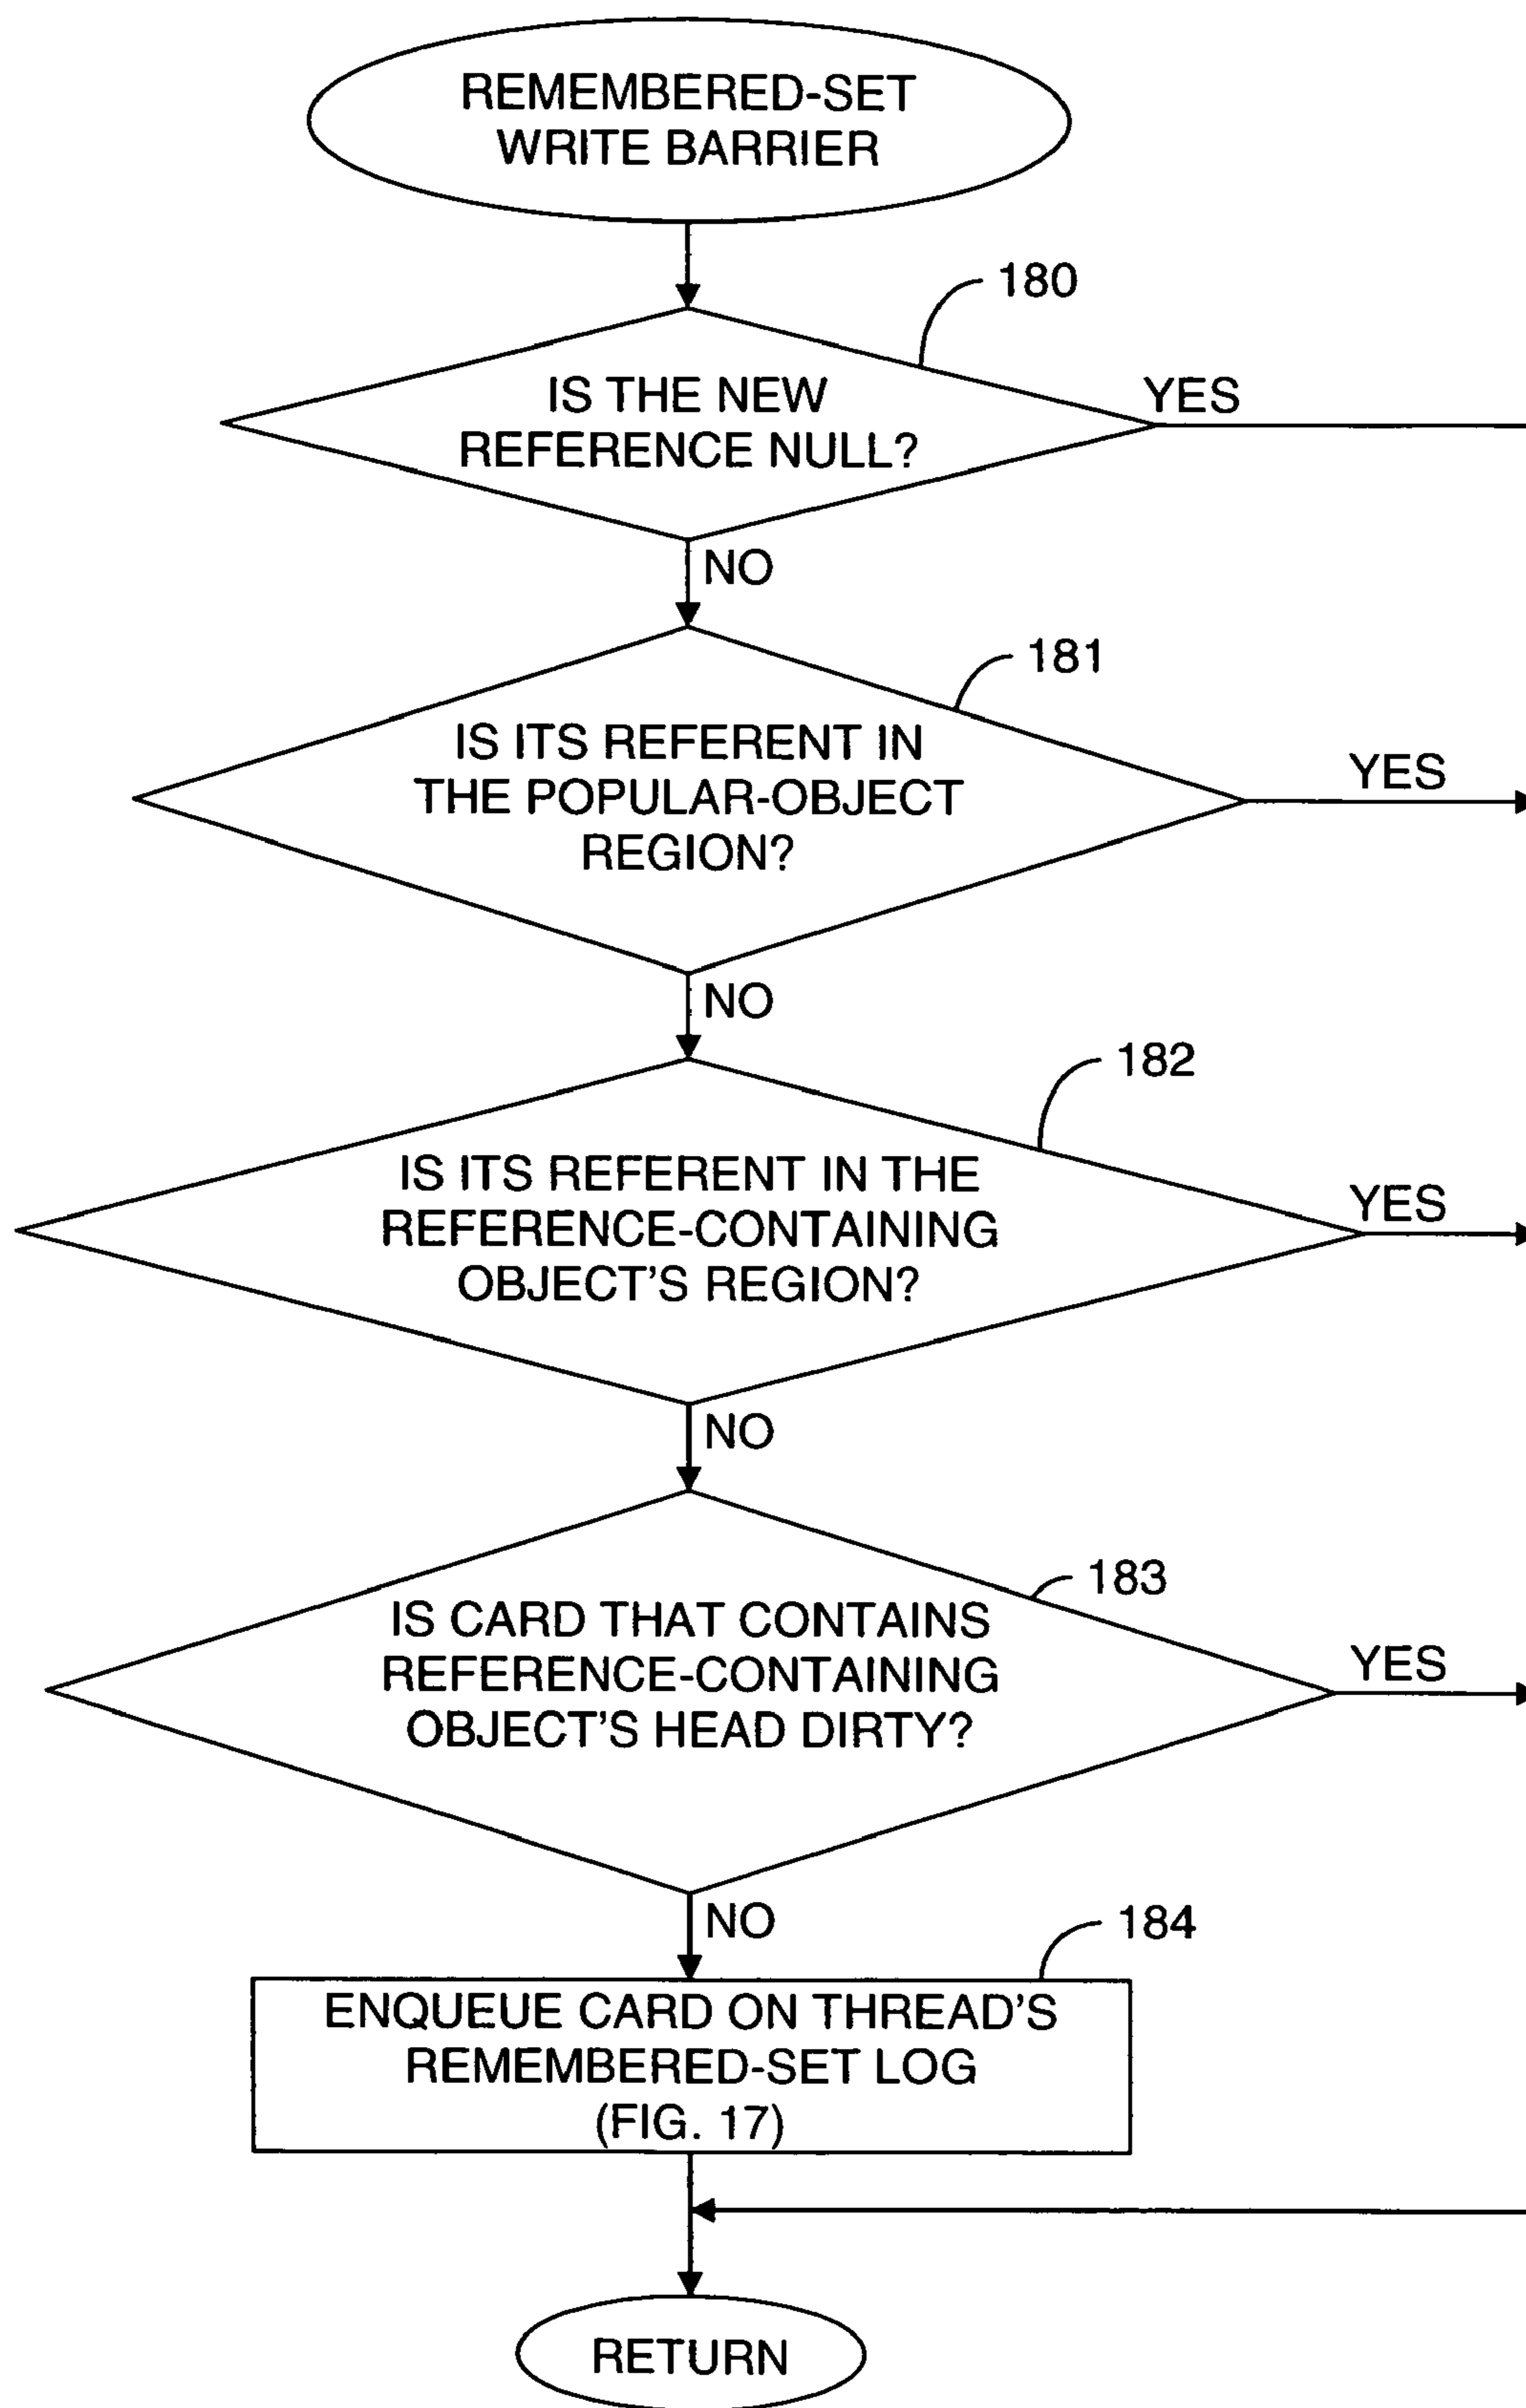 REMEMBERED-SET
WRITE BARRIER
180
IS THE NEW
REFERENCE NULL?
YES
NO
181
IS ITS REFERENT IN
THE POPULAR-OBJECT
REGION?
YES
NO
182
IS ITS REFERENT IN THE
REFERENCE-CONTAINING
OBJECT'S REGION?
YES
NO
183
IS CARD THAT CONTAINS
REFERENCE-CONTAINING
OBJECT'S HEAD DIRTY?
YES
NO
184
ENQUEUE CARD ON THREAD'S
REMEMBERED-SET LOG
(FIG. 17)
RETURN